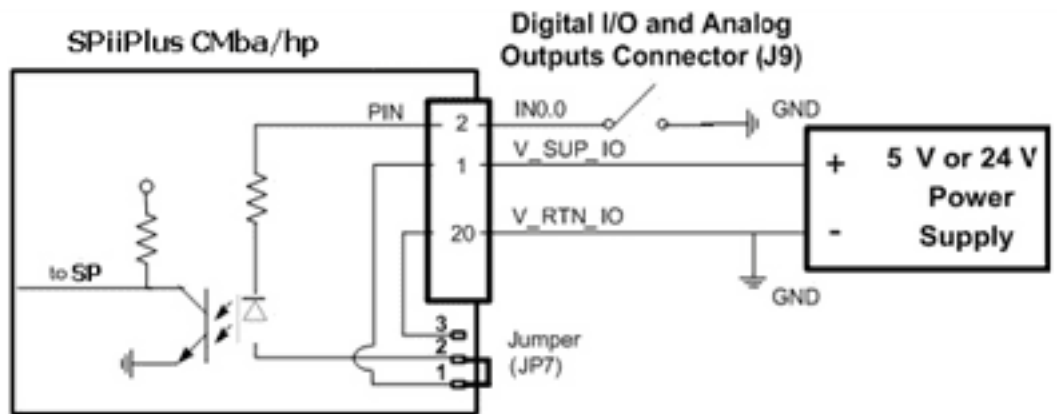 SPiiPlus CMba/hp
Digital I/O and Analog
Outputs Connector (J9)
PIN
2
IN0.0
GND
1
V_SUP_IO
20
V_RTN_IO
+
-
5 V or 24 V
Power
Supply
GND
to SP
3
2
1
Jumper
(JP7)